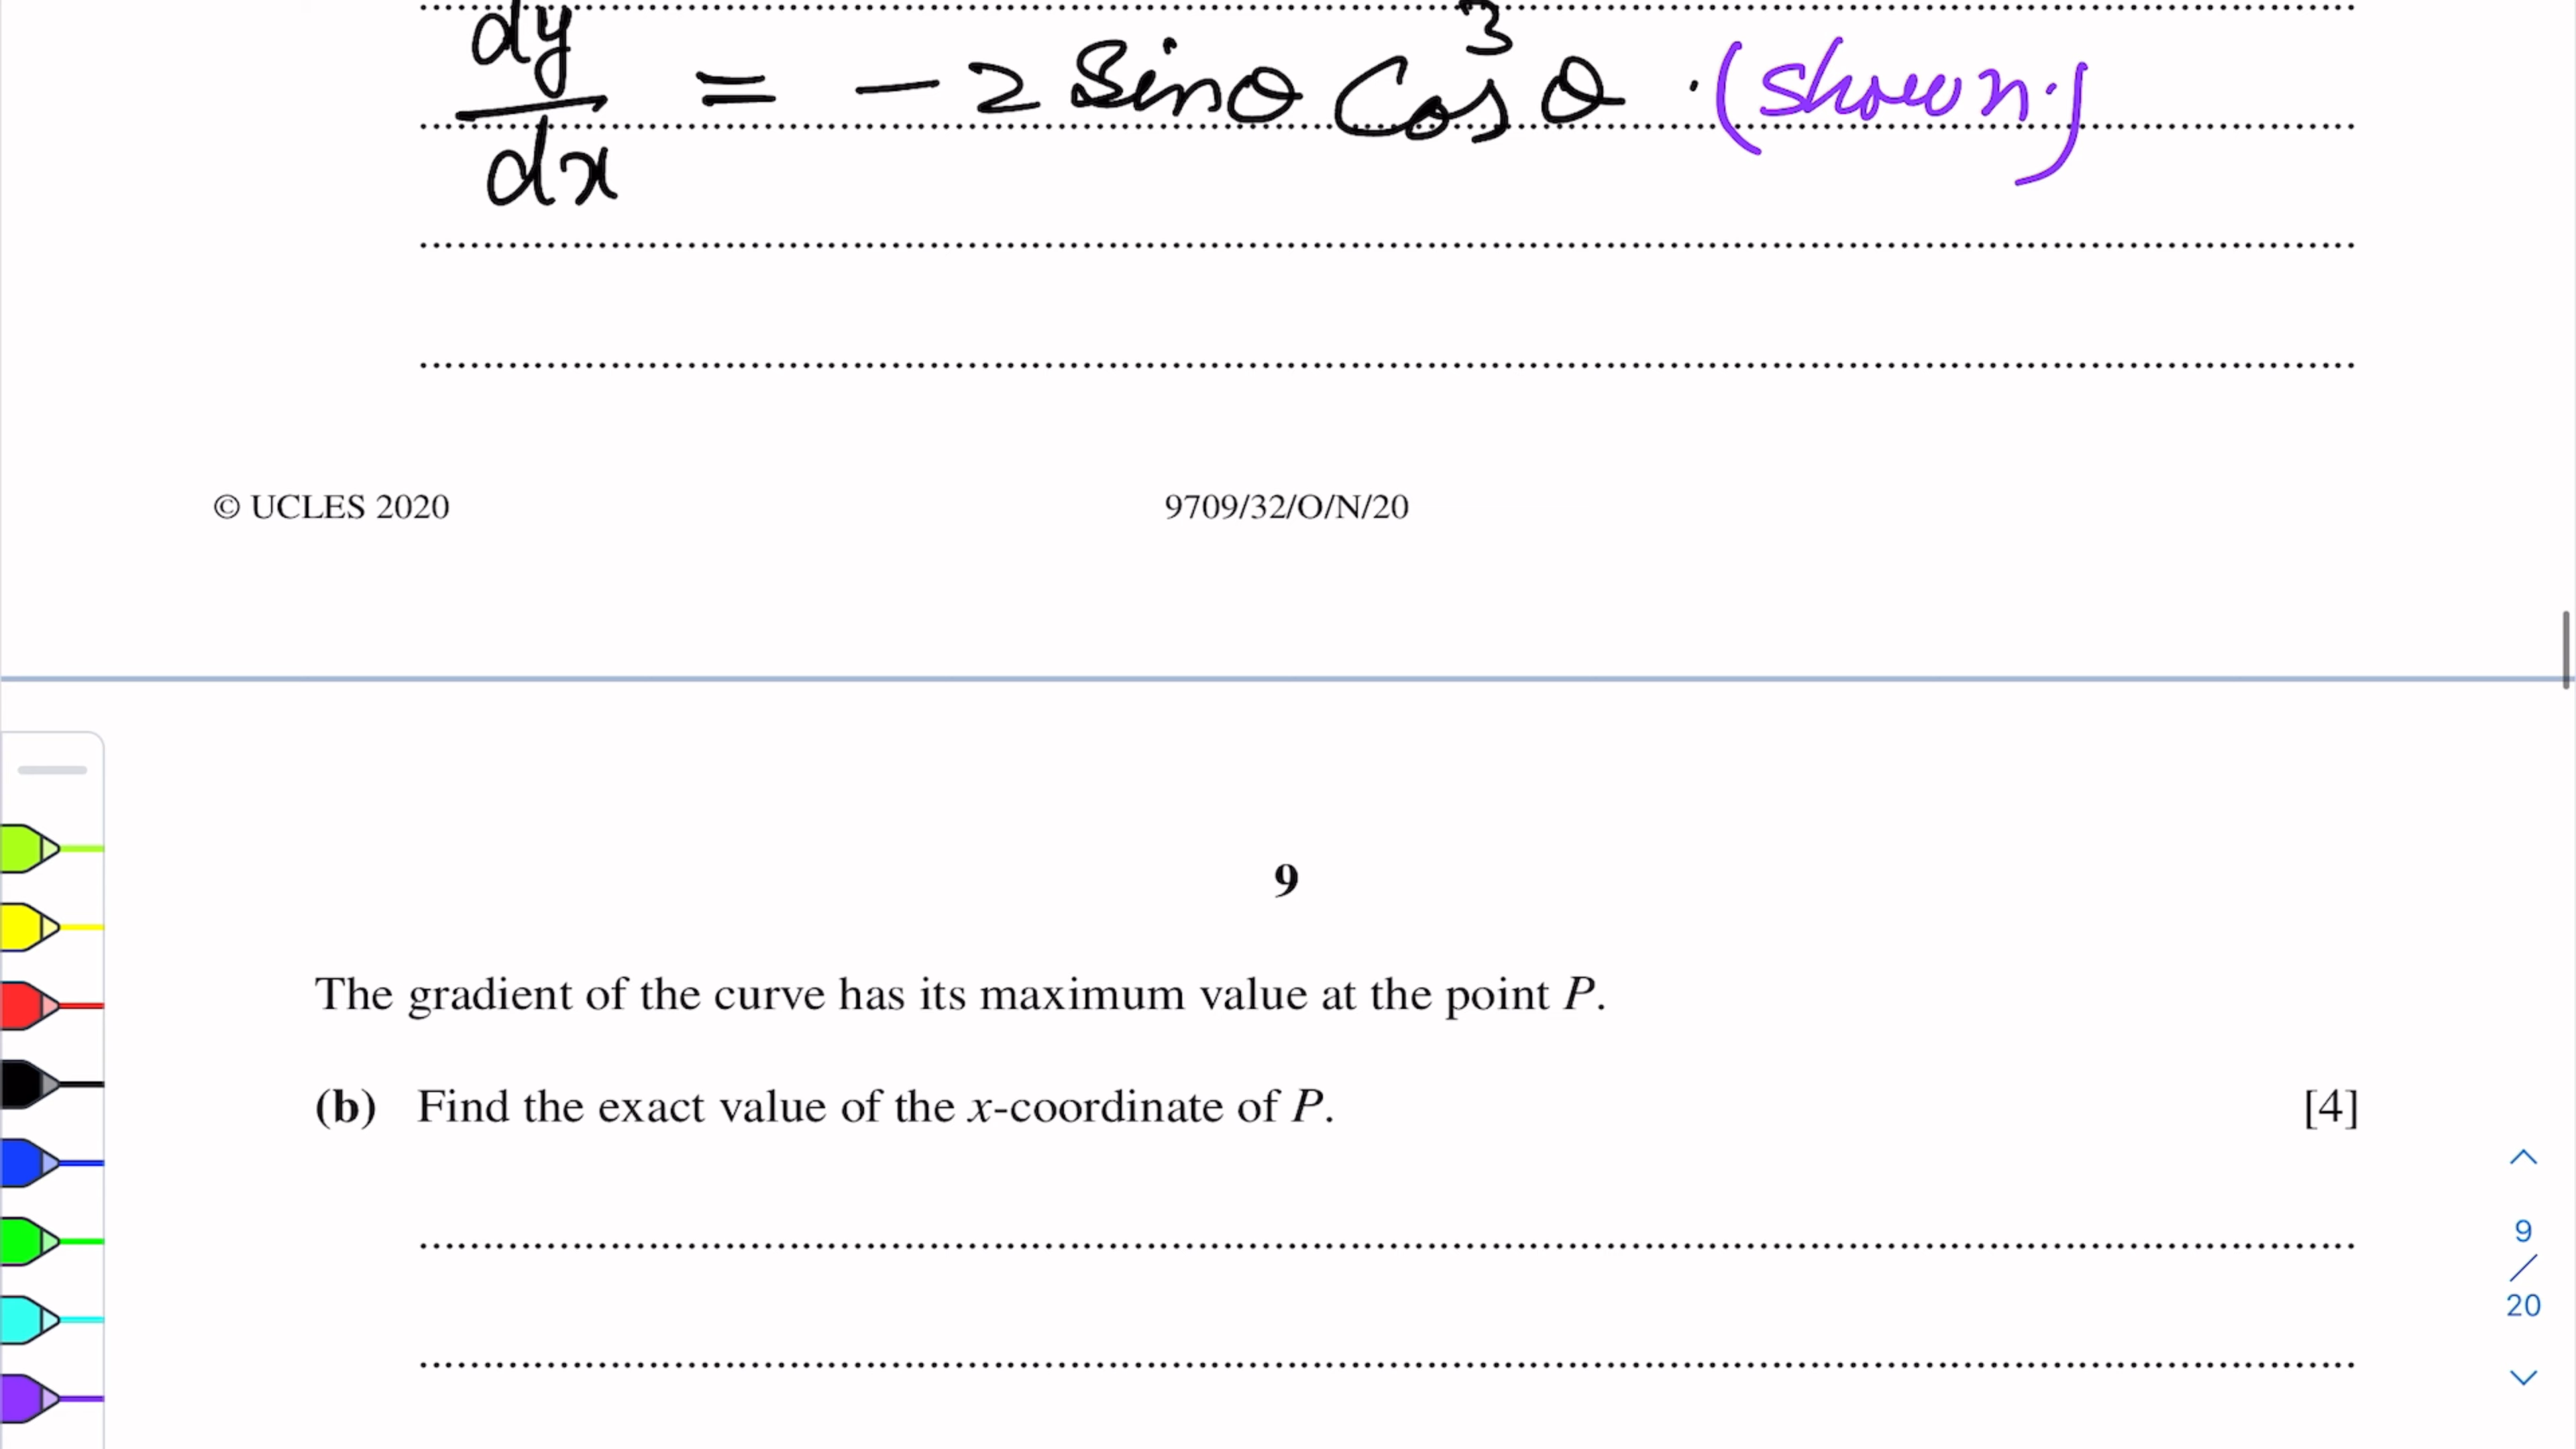 dy/dx = - 2 Sinθ Cos³θ . (shown.)
© UCLES 2020 9709/32/O/N/20
9
The gradient of the curve has its maximum value at the point P.
(b) Find the exact value of the x-coordinate of P. [4]
9
/
20